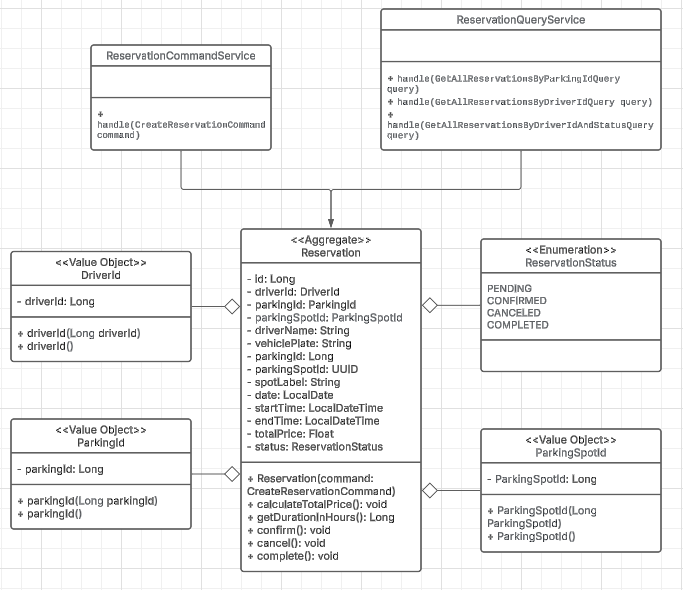 ReservationCommandService
+
handle(CreateReservationCommand
command)
ReservationQueryService
+ handle(GetAllReservationsByParkingIdQuery
query)
+ handle(GetAllReservationsByDriverIdQuery query)
+
handle(GetAllReservationsByDriverIdAndStatusQuery
query)
<<Value Object>>
DriverId
- driverId: Long
+ driverId(Long driverId)
+ driverId()
<<Value Object>>
ParkingId
- parkingId: Long
+ parkingId(Long parkingId)
+ parkingId()
<<Aggregate>>
Reservation
- id: Long
- driverId: DriverId
- parkingId: ParkingId
- parkingSpotId: ParkingSpotId
- driverName: String
- vehiclePlate: String
- parkingId: Long
- parkingSpotId: UUID
- spotLabel: String
- date: LocalDate
- startTime: LocalDateTime
- endTime: LocalDateTime
- totalPrice: Float
- status: ReservationStatus
+ Reservation(command:
CreateReservationCommand)
+ calculateTotalPrice(): void
+ getDurationInHours(): Long
+ confirm(): void
+ cancel(): void
+ complete(): void
<<Enumeration>>
ReservationStatus
PENDING
CONFIRMED
CANCELED
COMPLETED
<<Value Object>>
ParkingSpotId
- ParkingSpotId: Long
+ ParkingSpotId(Long
ParkingSpotId)
+ ParkingSpotId()